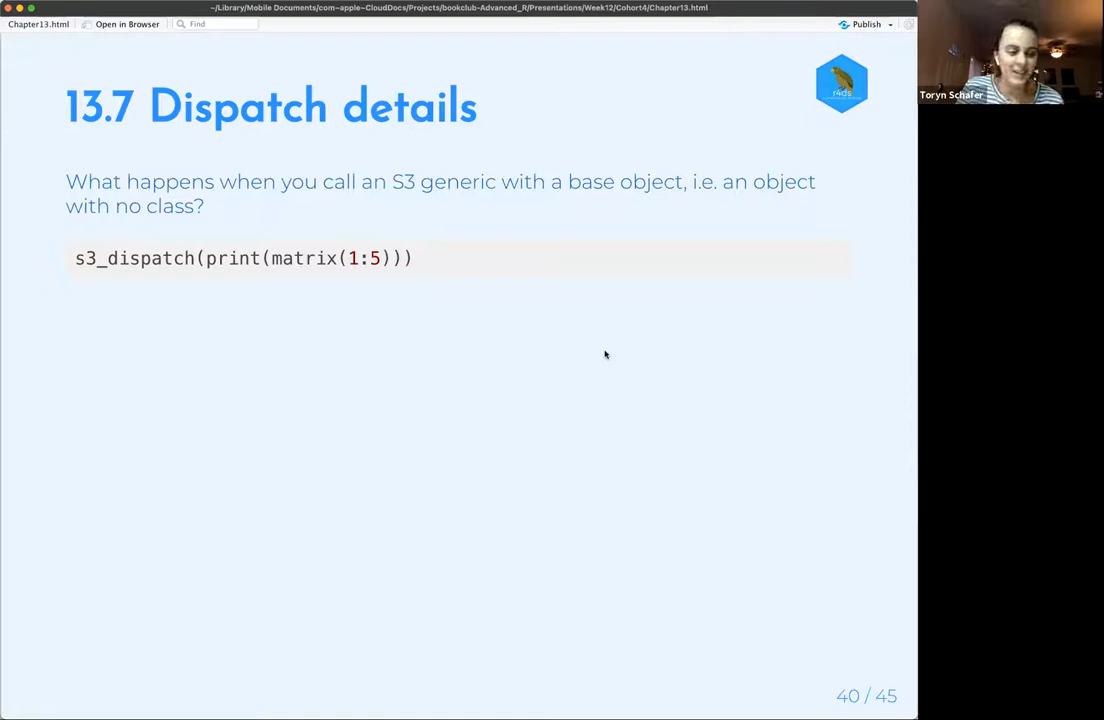 ~/Library/Mobile Documents/com~apple~CloudDocs/Projects/bookclub-Advanced_R/Presentations/Week12/Cohort4/Chapter13.html
Chapter13.html
Open in Browser
Find
Publish
13.7 Dispatch details
r4ds
Toryn Schafer
What happens when you call an S3 generic with a base object, i.e. an object
with no class?
s3_dispatch(print(matrix(1:5)))
40 / 45